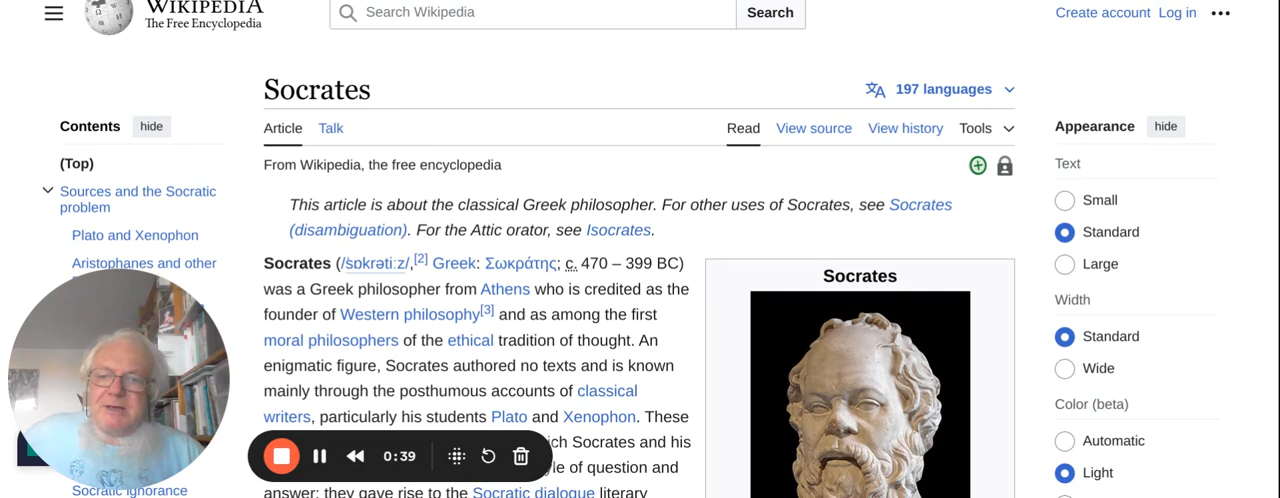 WIKIPEDIA
The Free Encyclopedia
Search Wikipedia
Search
Create account Log in
Contents hide
(Top)
Sources and the Socratic
problem
Plato and Xenophon
Aristophanes and other
Socratic ignorance
Socrates
197 languages
Article Talk Read View source View history Tools
From Wikipedia, the free encyclopedia
This article is about the classical Greek philosopher. For other uses of Socrates, see Socrates
(disambiguation). For the Attic orator, see Isocrates.
Socrates (/ˈsɒkrətiːz/,[2] Greek: Σωκράτης; c. 470 – 399 BC)
was a Greek philosopher from Athens who is credited as the
founder of Western philosophy[3] and as among the first
moral philosophers of the ethical tradition of thought. An
enigmatic figure, Socrates authored no texts and is known
mainly through the posthumous accounts of classical
writers, particularly his students Plato and Xenophon. These
Socrates and his
of question and
answer; they gave rise to the Socratic dialogue literary
0:39
Socrates
Appearance hide
Text
Small
Standard
Large
Width
Standard
Wide
Color (beta)
Automatic
Light